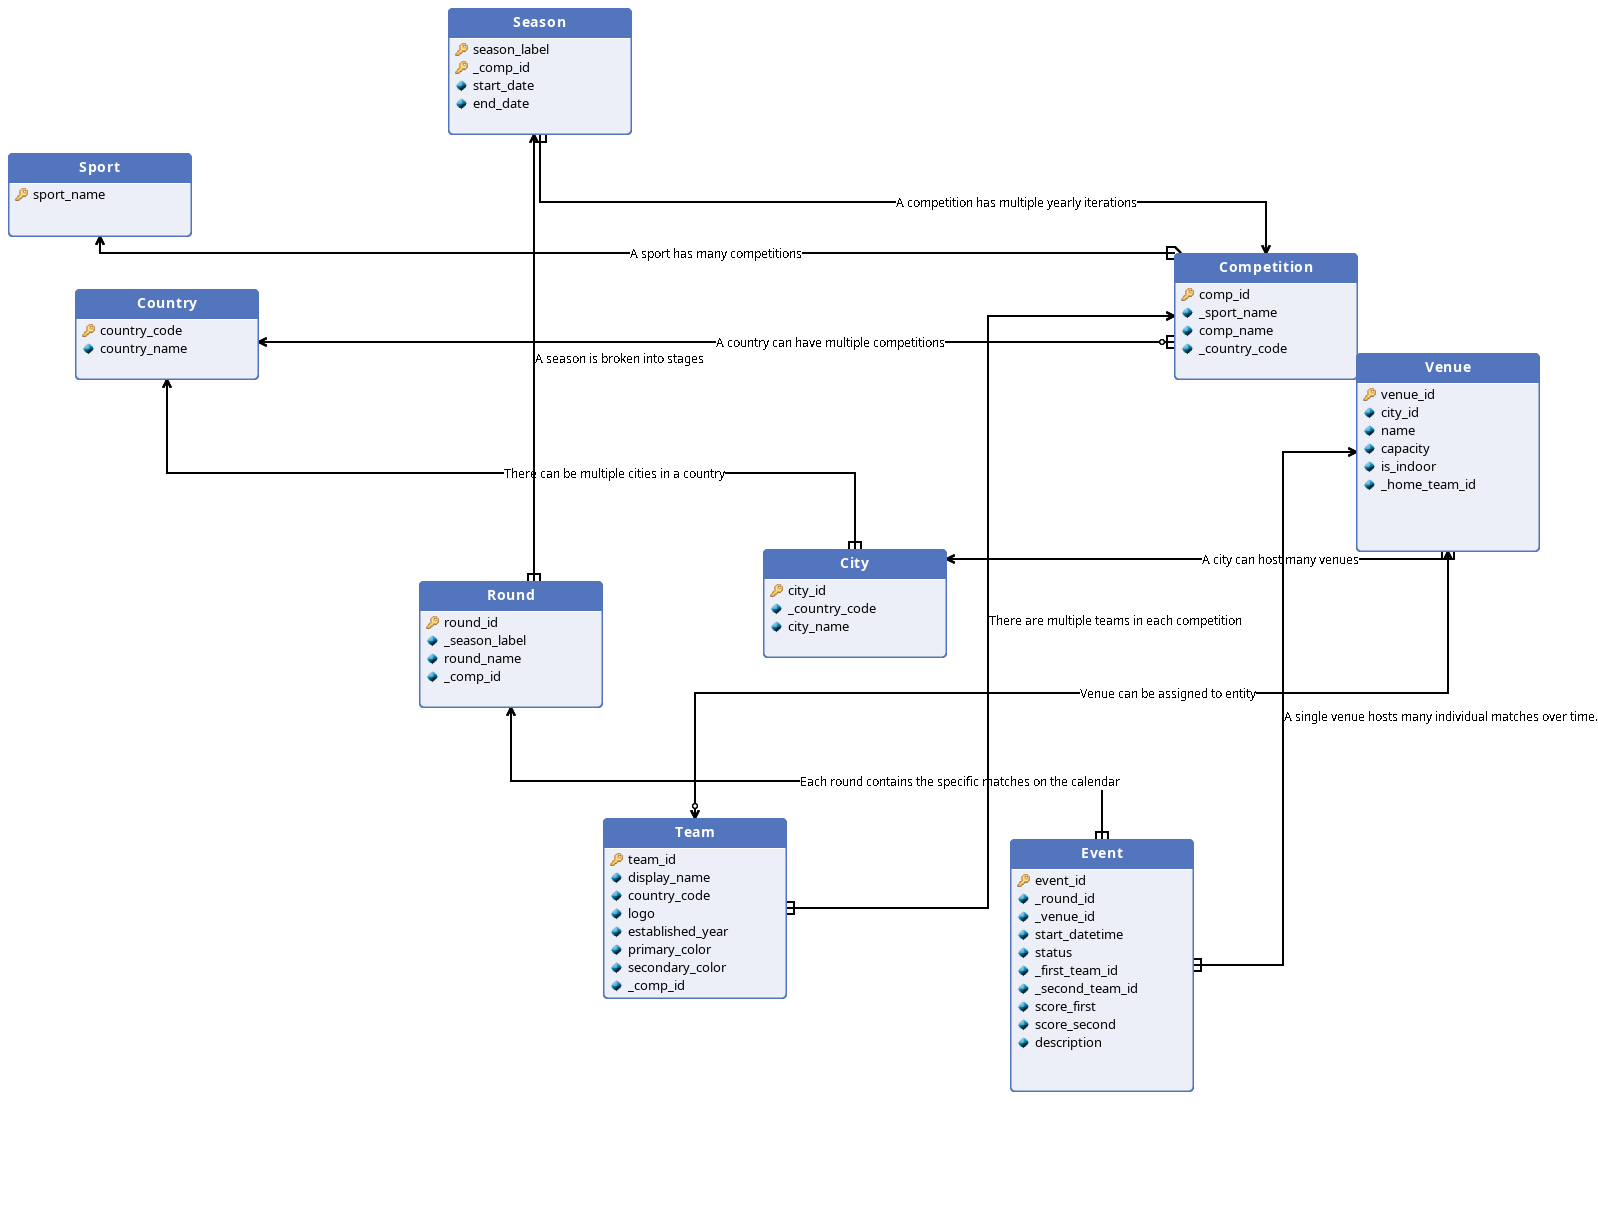 Season
season_label
_comp_id
start_date
end_date
Sport
sport_name
A competition has multiple yearly iterations
A sport has many competitions
Competition
comp_id
_sport_name
comp_name
_country_code
Country
country_code
country_name
A country can have multiple competitions
A season is broken into stages
Venue
venue_id
city_id
name
capacity
is_indoor
_home_team_id
There can be multiple cities in a country
A city can host many venues
City
city_id
_country_code
city_name
Round
round_id
_season_label
round_name
_comp_id
There are multiple teams in each competition
Venue can be assigned to entity
A single venue hosts many individual matches over time.
Each round contains the specific matches on the calendar
Team
team_id
display_name
country_code
logo
established_year
primary_color
secondary_color
_comp_id
Event
event_id
_round_id
_venue_id
start_datetime
status
_first_team_id
_second_team_id
score_first
score_second
description